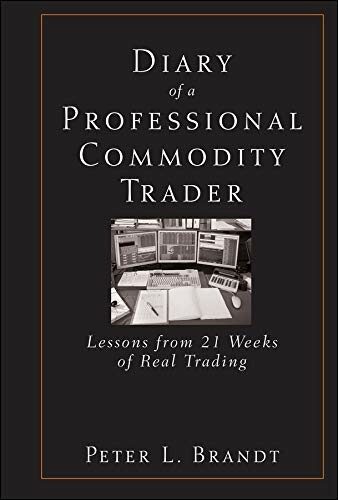 DIARY
of a
PROFESSIONAL
COMMODITY
TRADER
Lessons from 21 Weeks
of Real Trading
PETER L. BRANDT